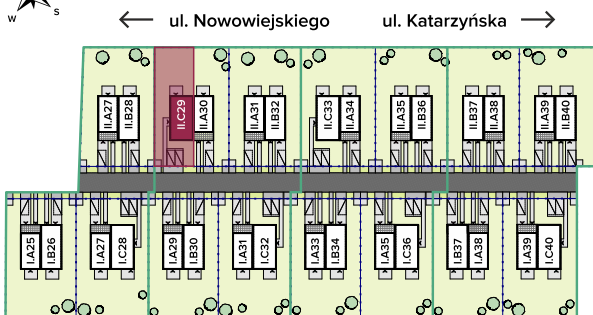 ul. Nowowiejskiego ul. Katarzyńska
W S
II.A27 II.B28 II.C29 II.A30 II.A31 II.B32 II.C33 II.A34 II.A35 II.B36 II.B37 II.A38 II.A39 II.B40
I.A25 I.B26 I.A27 I.C28 I.A29 I.B30 I.A31 I.C32 I.A33 I.B34 I.A35 I.C36 I.B37 I.A38 I.A39 I.C40